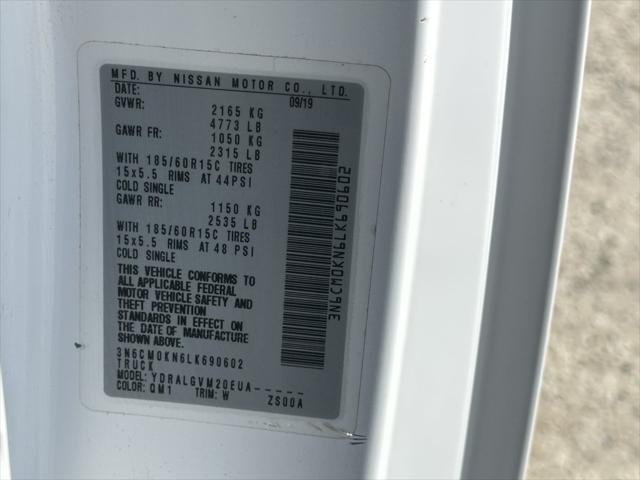 MFD. BY NISSAN MOTOR CO., LTD.
DATE: 09/19
GVWR: 2165 KG
4773 LB
GAWR FR: 1050 KG
2315 LB
WITH 185/60R15C TIRES
15x5.5 RIMS AT 44PSI
COLD SINGLE
GAWR RR: 1150 KG
2535 LB
WITH 185/60R15C TIRES
15x5.5 RIMS AT 48 PSI
COLD SINGLE
THIS VEHICLE CONFORMS TO
ALL APPLICABLE FEDERAL
MOTOR VEHICLE SAFETY AND
THEFT PREVENTION
STANDARDS IN EFFECT ON
THE DATE OF MANUFACTURE
SHOWN ABOVE.
3N6CM0KN6LK690602
TRUCK
MODEL: YDRALGVM20EUA-----
COLOR: QM1 TRIM: W ZS00A
3N6CM0KN6LK690602